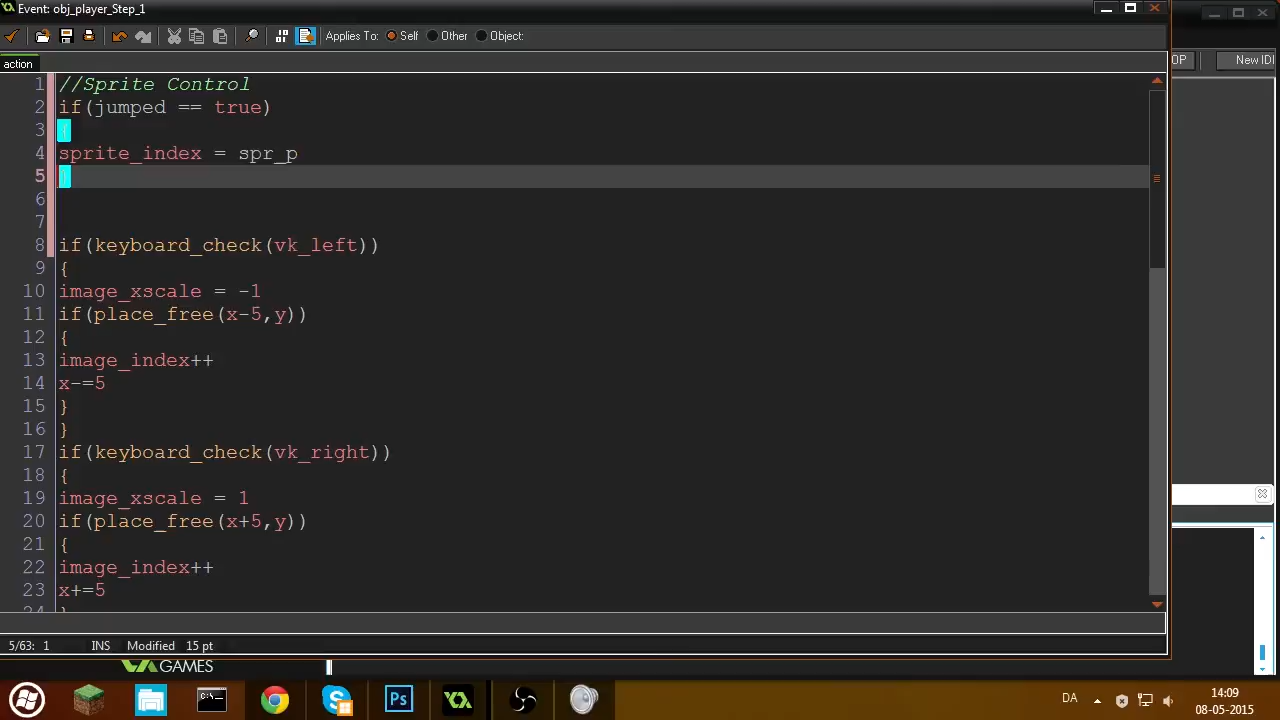 Event: obj_player_Step_1
Applies To: Self Other Object:
OP
New IDI
action
1 //Sprite Control
2 if(jumped == true)
3 {
4 sprite_index = spr_p
5 }
6
7
8 if(keyboard_check(vk_left))
9 {
10 image_xscale = -1
11 if(place_free(x-5,y))
12 {
13 image_index++
14 x-=5
15 }
16 }
17 if(keyboard_check(vk_right))
18 {
19 image_xscale = 1
20 if(place_free(x+5,y))
21 {
22 image_index++
23 x+=5
24 }
5/63: 1 INS Modified 15 pt
GAMES
Ps
DA
14:09
08-05-2015